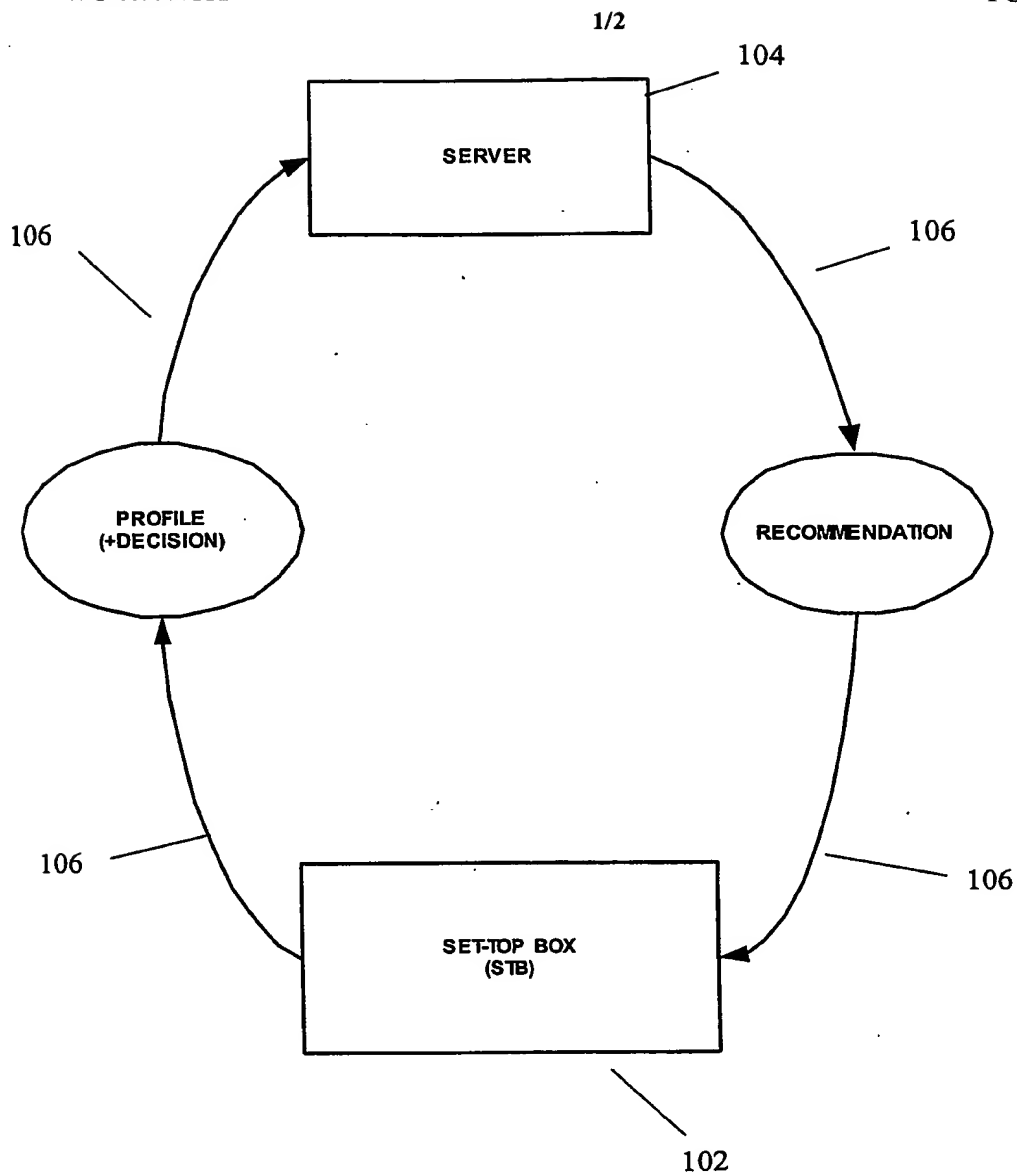 1/2
104
SERVER
106
106
PROFILE
(+DECISION)
RECOMMENDATION
106
106
SET-TOP BOX
(STB)
102